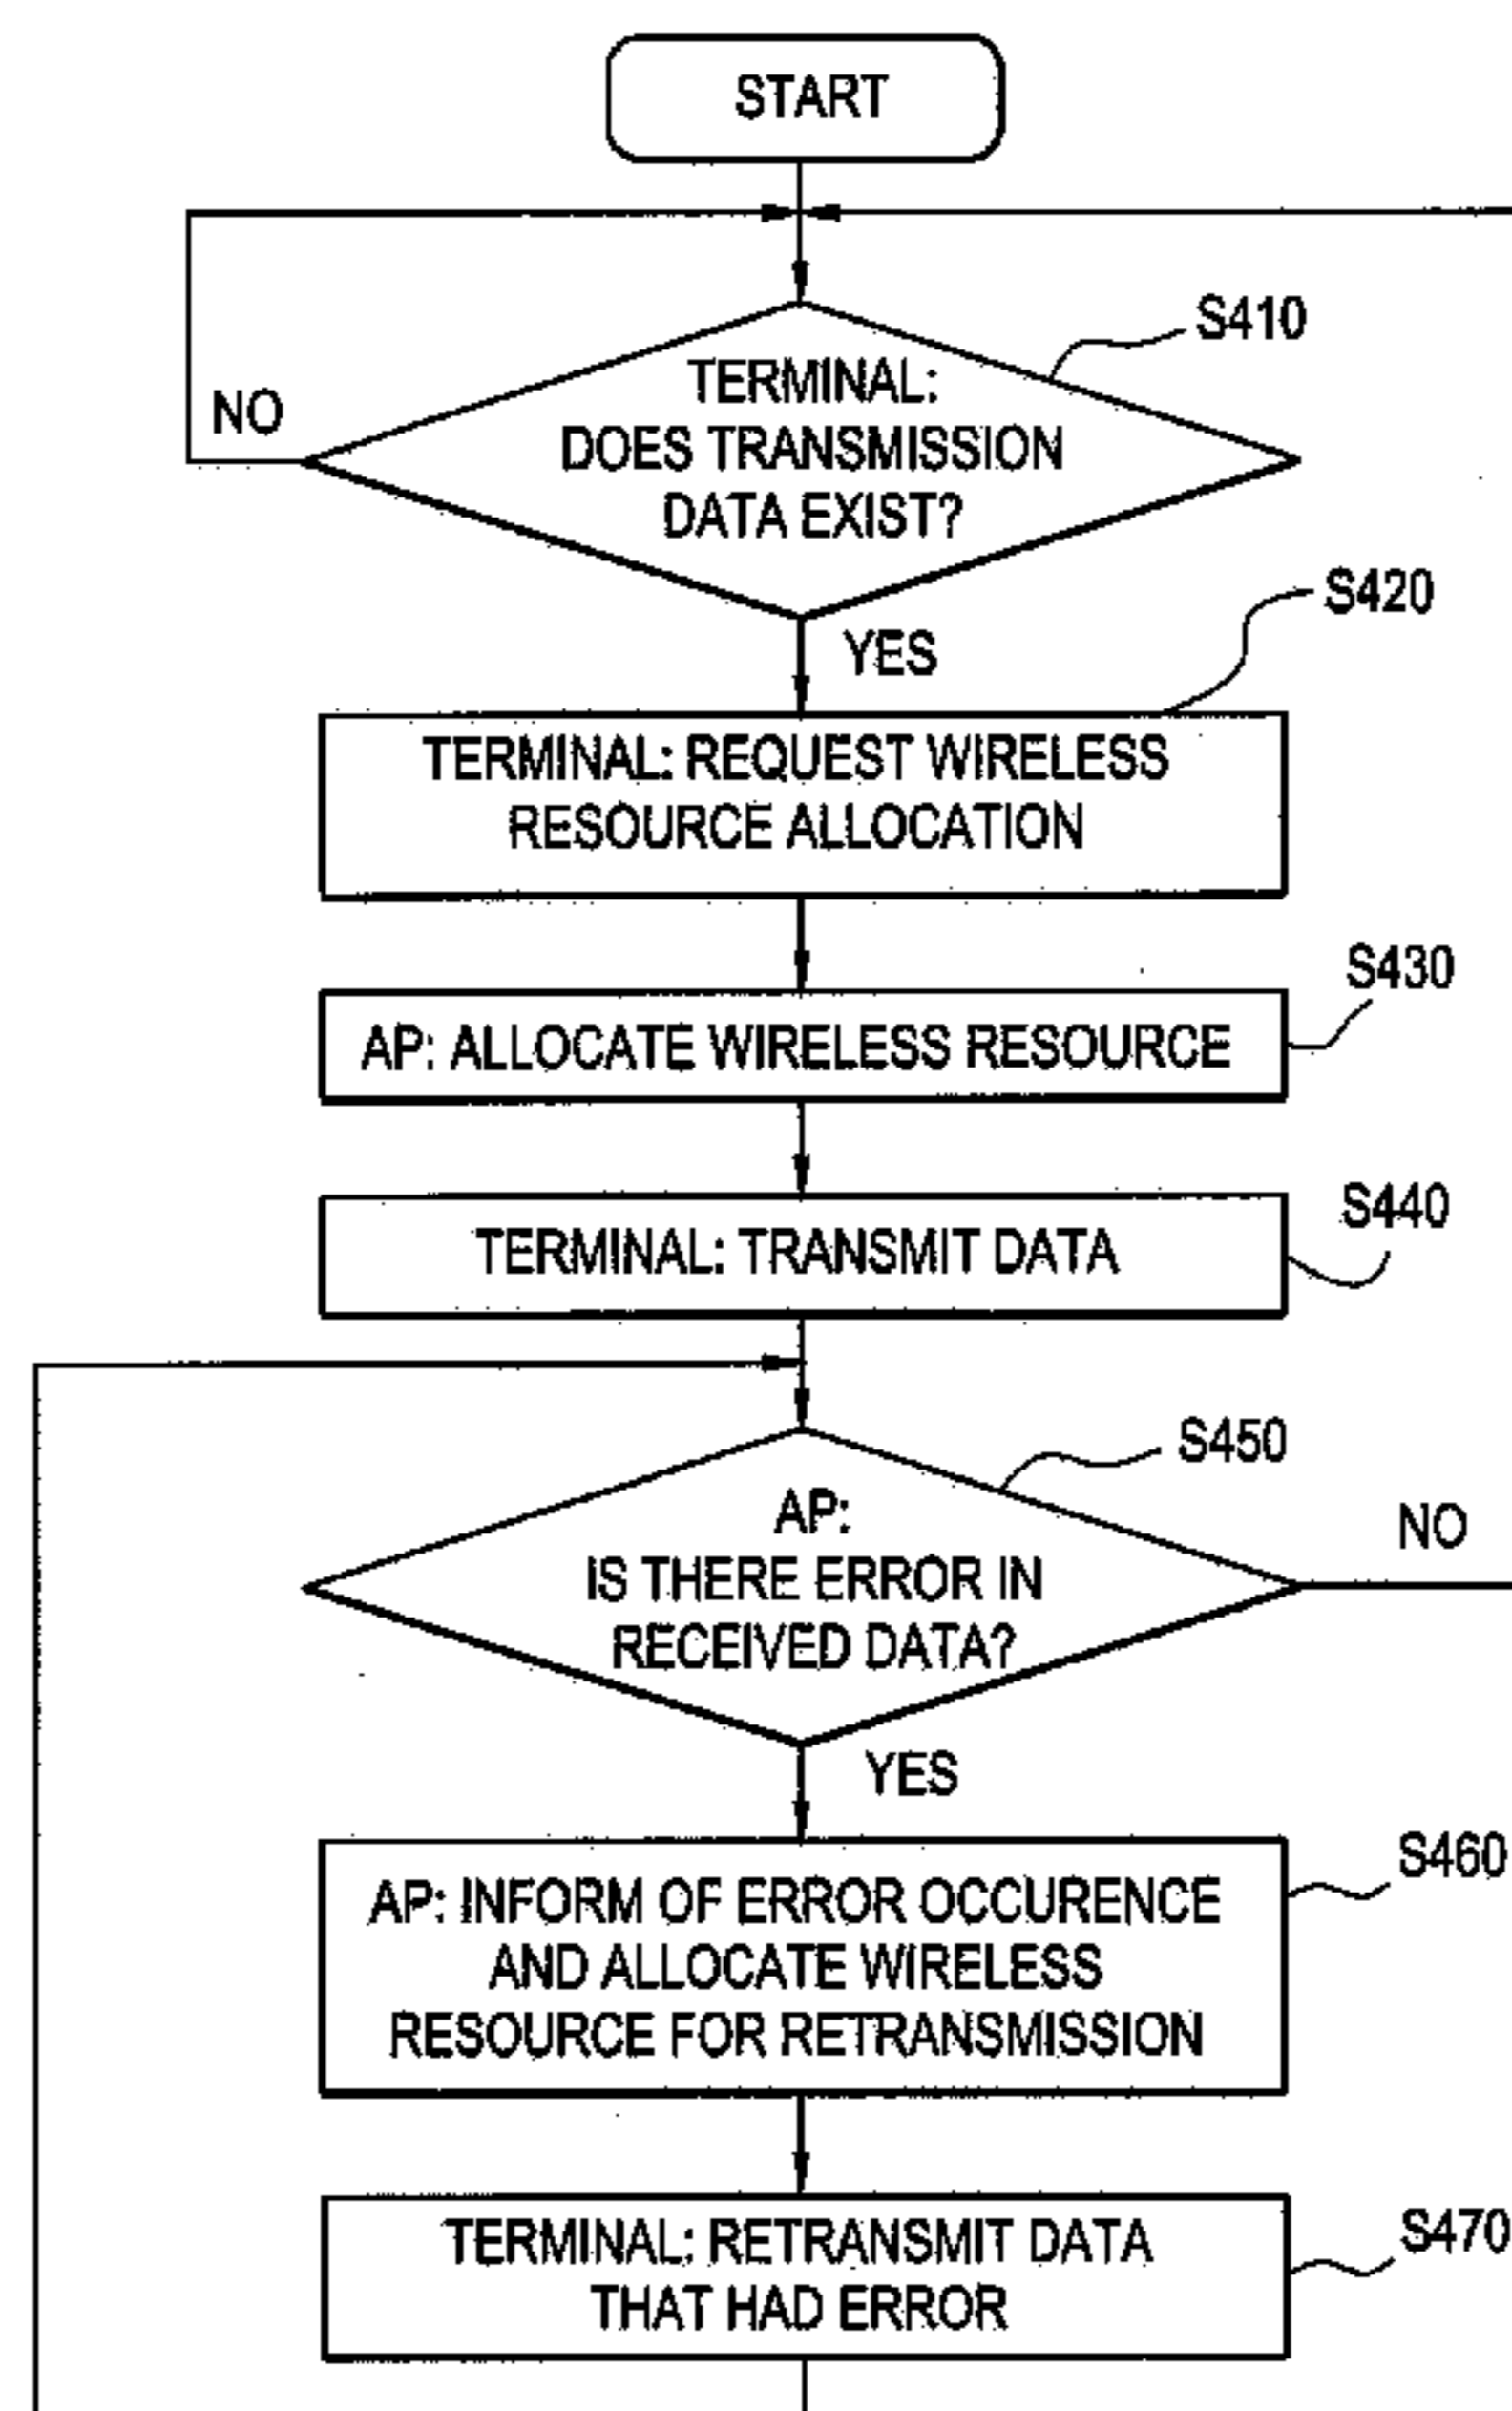 START
S410
TERMINAL:
NO
DOES TRANSMISSION
DATA EXIST?
S420
YES
TERMINAL: REQUEST WIRELESS
RESOURCE ALLOCATION
S430
AP: ALLOCATE WIRELESS RESOURCE
S440
TERMINAL: TRANSMIT DATA
S450
AP:
NO
IS THERE ERROR IN
RECEIVED DATA?
YES
S460
AP: INFORM OF ERROR OCCURENCE
AND ALLOCATE WIRELESS
RESOURCE FOR RETRANSMISSION
S470
TERMINAL: RETRANSMIT DATA
THAT HAD ERROR